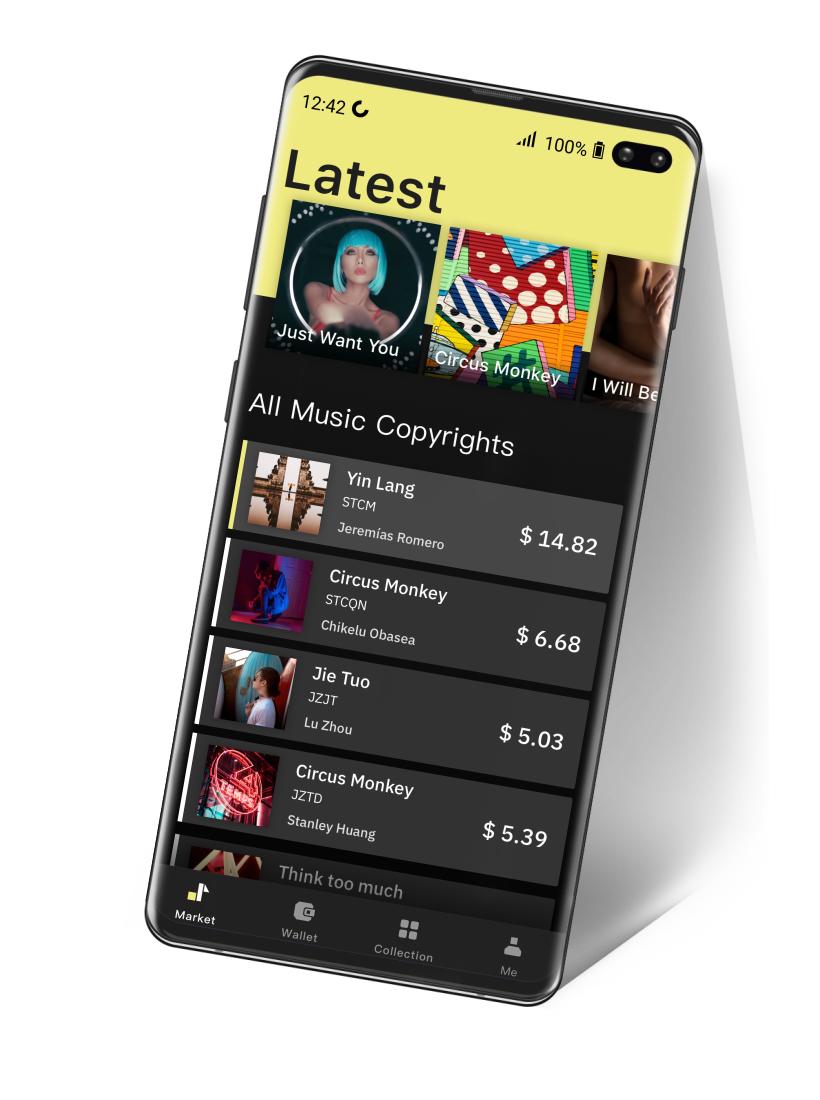 12:42
100%
Latest
Just Want You
Circus Monkey
I Will Be
All Music Copyrights
Yin Lang
STCM
Jeremías Romero
$ 14.82
Circus Monkey
STCQN
Chikelu Obasea
$ 6.68
Jie Tuo
JZJT
Lu Zhou
$ 5.03
Circus Monkey
JZTD
Stanley Huang
$ 5.39
Think too much
Market
Wallet
Collection
Me